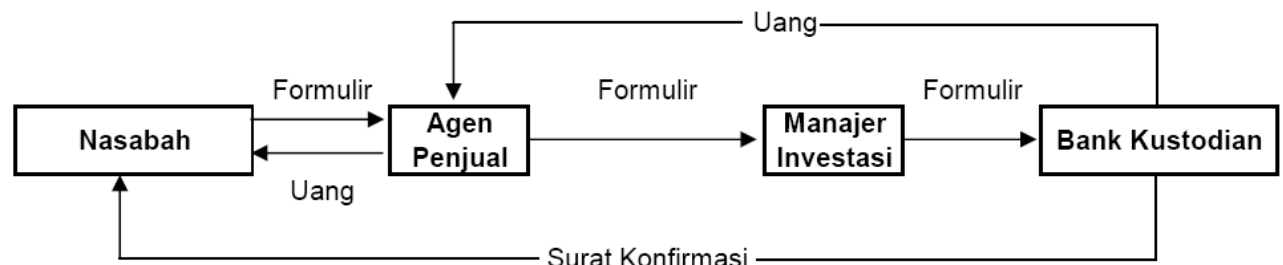 Uang
Formulir
Formulir
Formulir
Nasabah
Agen
Penjual
Manajer
Investasi
Bank Kustodian
Uang
Surat Konfirmasi